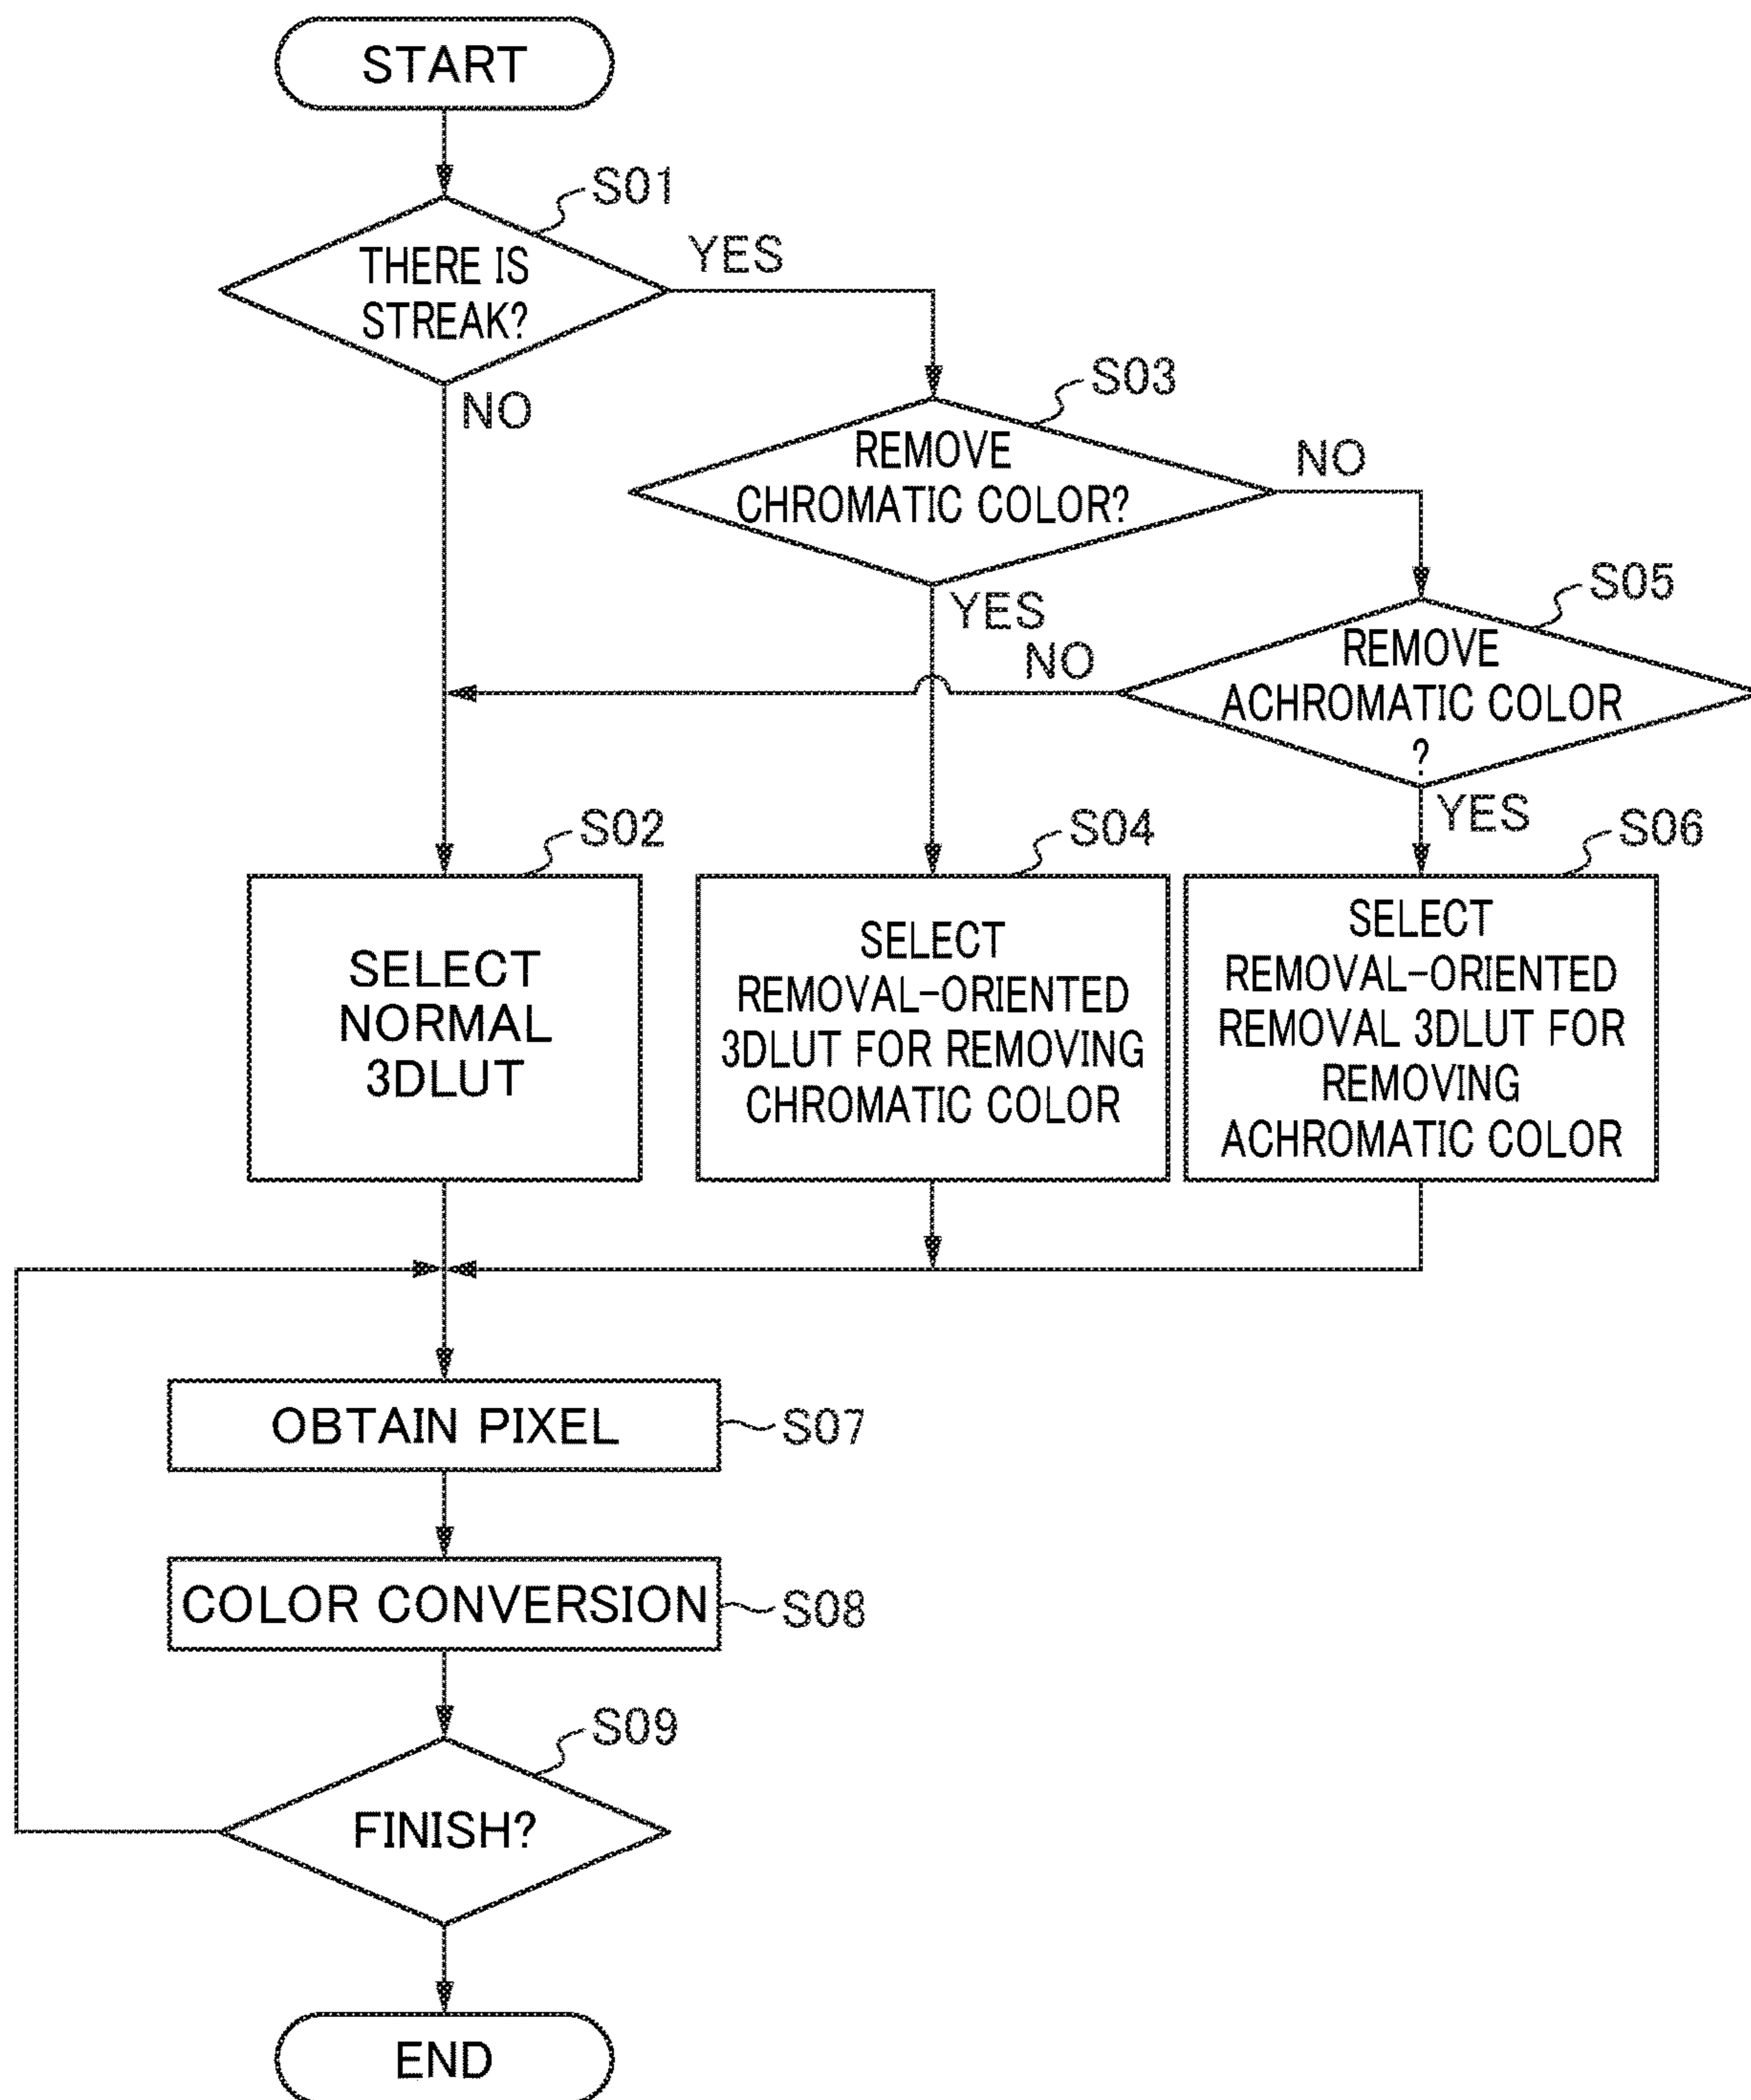 START
S01
THERE IS
STREAK?
YES
NO
S03
REMOVE
CHROMATIC COLOR?
NO
YES
S05
REMOVE
ACHROMATIC COLOR
?
NO
YES
S02
SELECT
NORMAL
3DLUT
S04
SELECT
REMOVAL-ORIENTED
3DLUT FOR REMOVING
CHROMATIC COLOR
S06
SELECT
REMOVAL-ORIENTED
REMOVAL 3DLUT FOR
REMOVING
ACHROMATIC COLOR
OBTAIN PIXEL
S07
COLOR CONVERSION
S08
S09
FINISH?
END